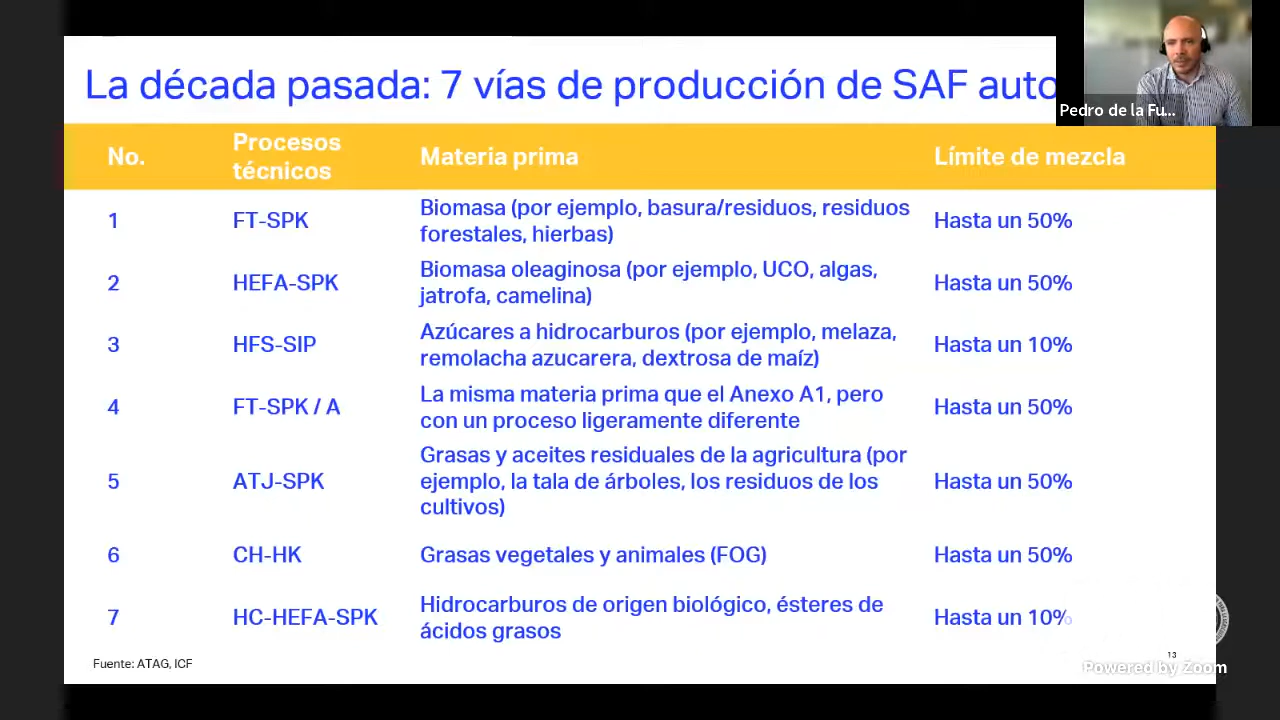 La década pasada: 7 vías de producción de SAF auto
Pedro de la Fu...
No. Procesos técnicos Materia prima Límite de mezcla
1 FT-SPK Biomasa (por ejemplo, basura/residuos, residuos
forestales, hierbas) Hasta un 50%
2 HEFA-SPK Biomasa oleaginosa (por ejemplo, UCO, algas,
jatrofa, camelina) Hasta un 50%
3 HFS-SIP Azúcares a hidrocarburos (por ejemplo, melaza,
remolacha azucarera, dextrosa de maíz) Hasta un 10%
4 FT-SPK / A La misma materia prima que el Anexo A1, pero
con un proceso ligeramente diferente Hasta un 50%
5 ATJ-SPK Grasas y aceites residuales de la agricultura (por
ejemplo, la tala de árboles, los residuos de los
cultivos) Hasta un 50%
6 CH-HK Grasas vegetales y animales (FOG) Hasta un 50%
7 HC-HEFA-SPK Hidrocarburos de origen biológico, ésteres de
ácidos grasos Hasta un 10%
Fuente: ATAG, ICF
13
Powered by Zoom